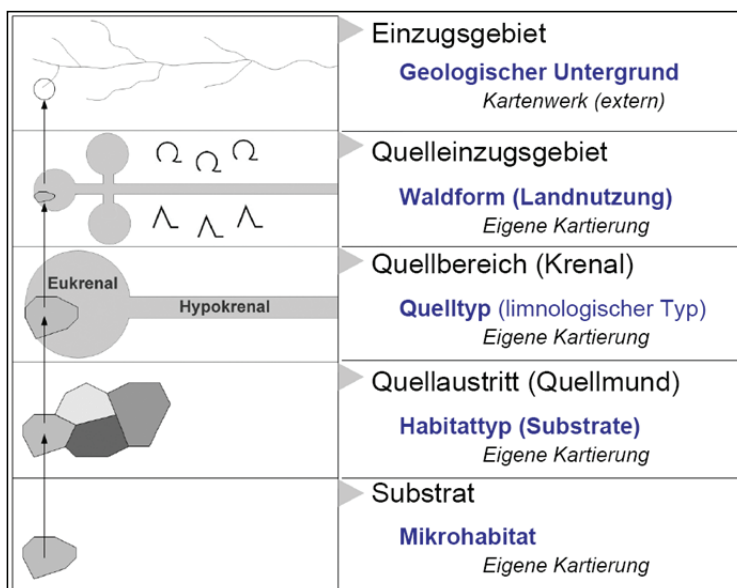 Einzugsgebiet
Geologischer Untergrund
Kartenwerk (extern)
Quelleinzugsgebiet
Waldform (Landnutzung)
Eigene Kartierung
Eukrenal
Hypokrenal
Quellbereich (Krenal)
Quelltyp (limnologischer Typ)
Eigene Kartierung
Quellaustritt (Quellmund)
Habitattyp (Substrate)
Eigene Kartierung
Substrat
Mikrohabitat
Eigene Kartierung